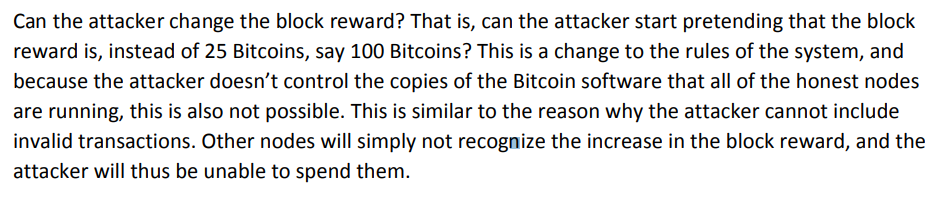 Can the attacker change the block reward? That is, can the attacker start pretending that the block
reward is, instead of 25 Bitcoins, say 100 Bitcoins? This is a change to the rules of the system, and
because the attacker doesn’t control the copies of the Bitcoin software that all of the honest nodes
are running, this is also not possible. This is similar to the reason why the attacker cannot include
invalid transactions. Other nodes will simply not recognize the increase in the block reward, and the
attacker will thus be unable to spend them.